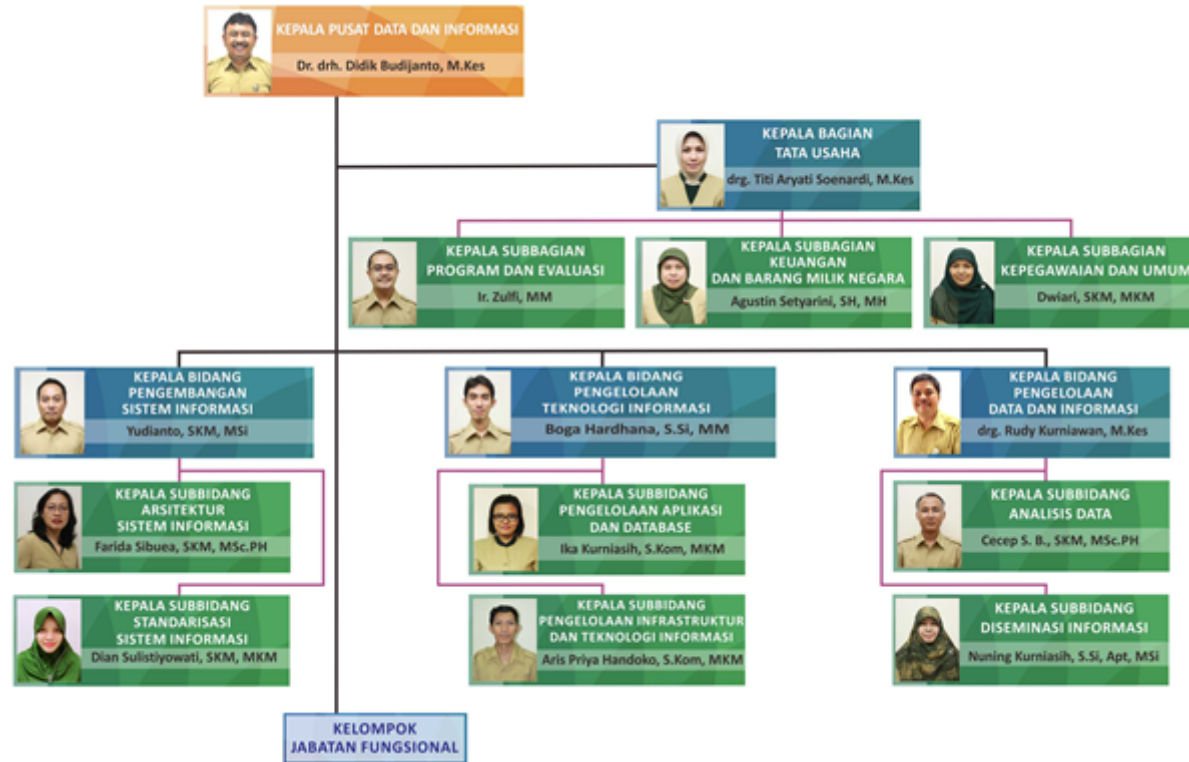 KEPALA PUSAT DATA DAN INFORMASI
Dr. drh. Didik Budijanto, M.Kes
KEPALA BAGIAN
TATA USAHA
drg. Titi Aryati Soenardi, M.Kes
KEPALA SUBBAGIAN
PROGRAM DAN EVALUASI
Ir. Zulfi, MM
KEPALA SUBBAGIAN
KEUANGAN
DAN BARANG MILIK NEGARA
Agustin Setyarini, SH, MH
KEPALA SUBBAGIAN
KEPEGAWAIAN DAN UMUM
Dwiari, SKM, MKM
KEPALA BIDANG
PENGEMBANGAN
SISTEM INFORMASI
Yudianto, SKM, MSi
KEPALA BIDANG
PENGELOLAAN
TEKNOLOGI INFORMASI
Boga Hardhana, S.Si, MM
KEPALA BIDANG
PENGELOLAAN
DATA DAN INFORMASI
drg. Rudy Kurniawan, M.Kes
KEPALA SUBBIDANG
ARSITEKTUR
SISTEM INFORMASI
Farida Sibuea, SKM, MSc.PH
KEPALA SUBBIDANG
PENGELOLAAN APLIKASI
DAN DATABASE
Ika Kurniasih, S.Kom, MKM
KEPALA SUBBIDANG
ANALISIS DATA
Cecep S. B., SKM, MSc.PH
KEPALA SUBBIDANG
STANDARISASI
SISTEM INFORMASI
Dian Sulistiyowati, SKM, MKM
KEPALA SUBBIDANG
PENGELOLAAN INFRASTRUKTUR
DAN TEKNOLOGI INFORMASI
Aris Priya Handoko, S.Kom, MKM
KEPALA SUBBIDANG
DISEMINASI INFORMASI
Nuning Kurniasih, S.Si, Apt, MSi
KELOMPOK
JABATAN FUNGSIONAL